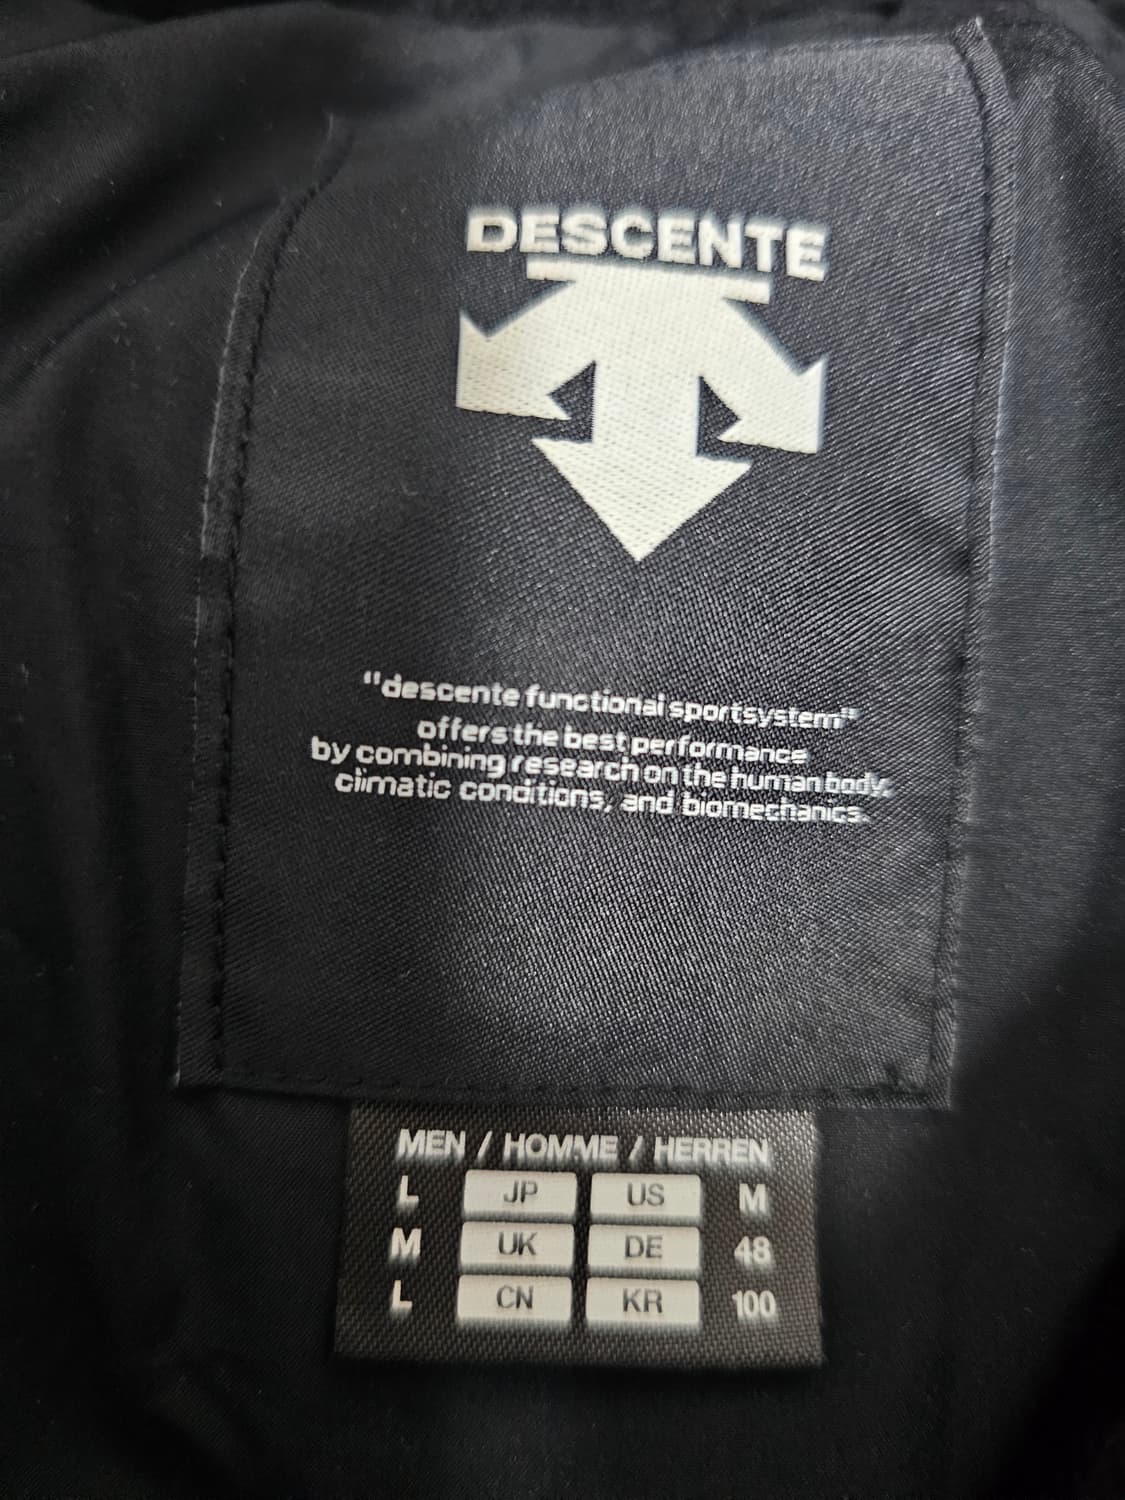 DESCENTE
"descente functional sportsystem"
offers the best performance
by combining research on the human body,
climatic conditions, and biomechanics.
MEN / HOMME / HERREN
L JP US M
M UK DE 48
L CN KR 100